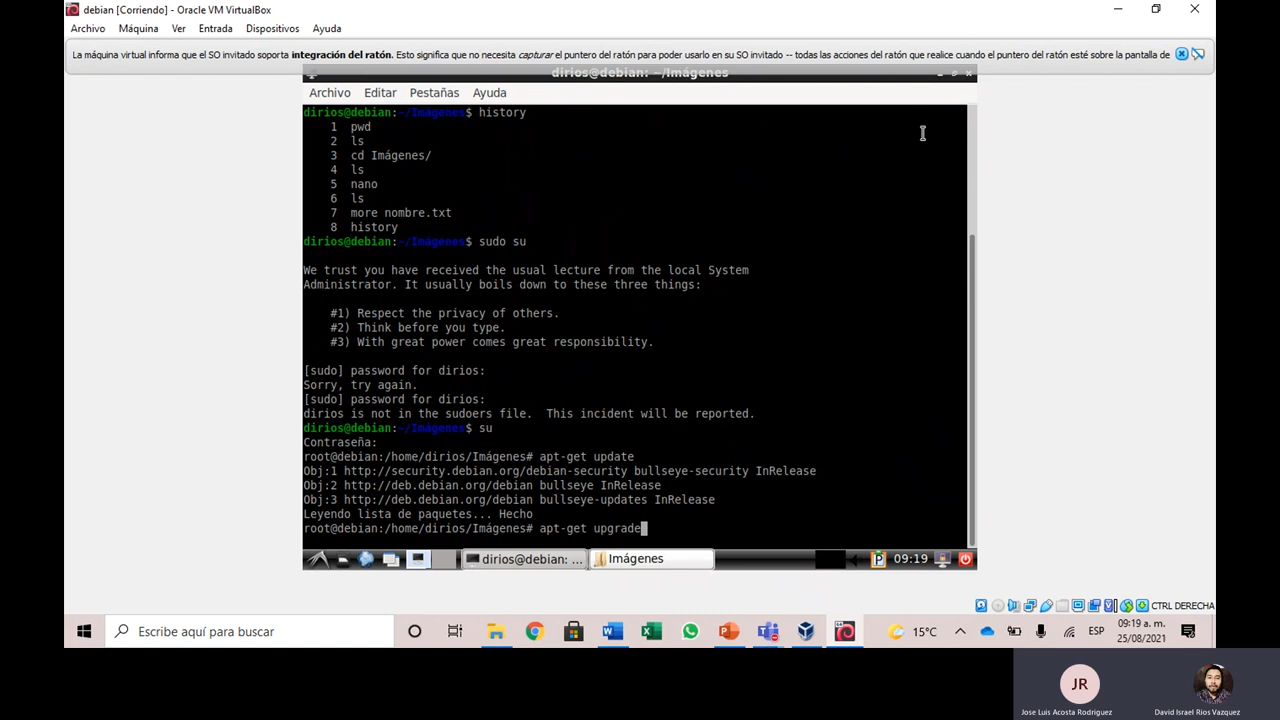 debian [Corriendo] - Oracle VM VirtualBox
Archivo Máquina Ver Entrada Dispositivos Ayuda
La máquina virtual informa que el SO invitado soporta integración del ratón. Esto significa que no necesita capturar el puntero del ratón para poder usarlo en su SO invitado -- todas las acciones del ratón que realice cuando el puntero del ratón esté sobre la pantalla de
dirios@debian: ~/Imágenes
Archivo Editar Pestañas Ayuda
dirios@debian:~/Imágenes$ history
1 pwd
2 ls
3 cd Imágenes/
4 ls
5 nano
6 ls
7 more nombre.txt
8 history
dirios@debian:~/Imágenes$ sudo su
We trust you have received the usual lecture from the local System
Administrator. It usually boils down to these three things:
#1) Respect the privacy of others.
#2) Think before you type.
#3) With great power comes great responsibility.
[sudo] password for dirios:
Sorry, try again.
[sudo] password for dirios:
dirios is not in the sudoers file.  This incident will be reported.
dirios@debian:~/Imágenes$ su
Contraseña:
root@debian:/home/dirios/Imágenes# apt-get update
Obj:1 http://security.debian.org/debian-security bullseye-security InRelease
Obj:2 http://deb.debian.org/debian bullseye InRelease
Obj:3 http://deb.debian.org/debian bullseye-updates InRelease
Leyendo lista de paquetes... Hecho
root@debian:/home/dirios/Imágenes# apt-get upgrade
dirios@debian: ... Imágenes 09:19
CTRL DERECHA
Escribe aquí para buscar
15°C
ESP
09:19 a. m.
25/08/2021
JR
Jose Luis Acosta Rodriguez
David Israel Rios Vazquez